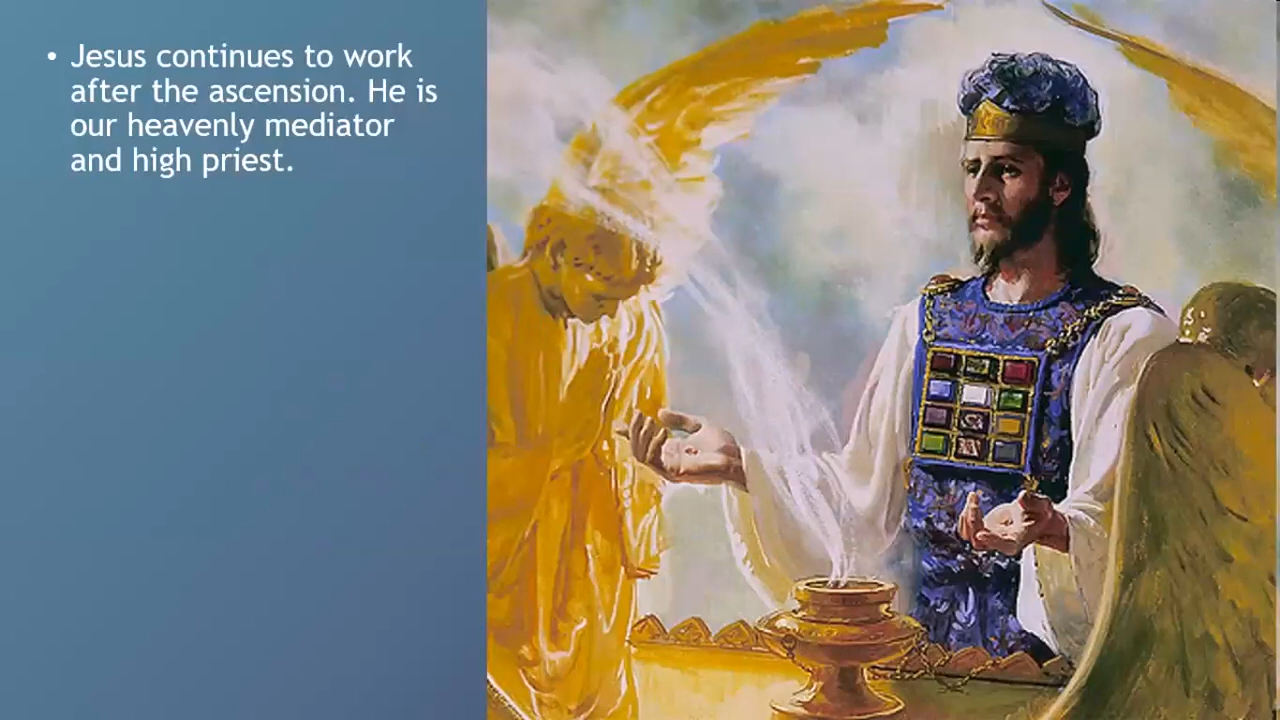 • Jesus continues to work
after the ascension. He is
our heavenly mediator
and high priest.